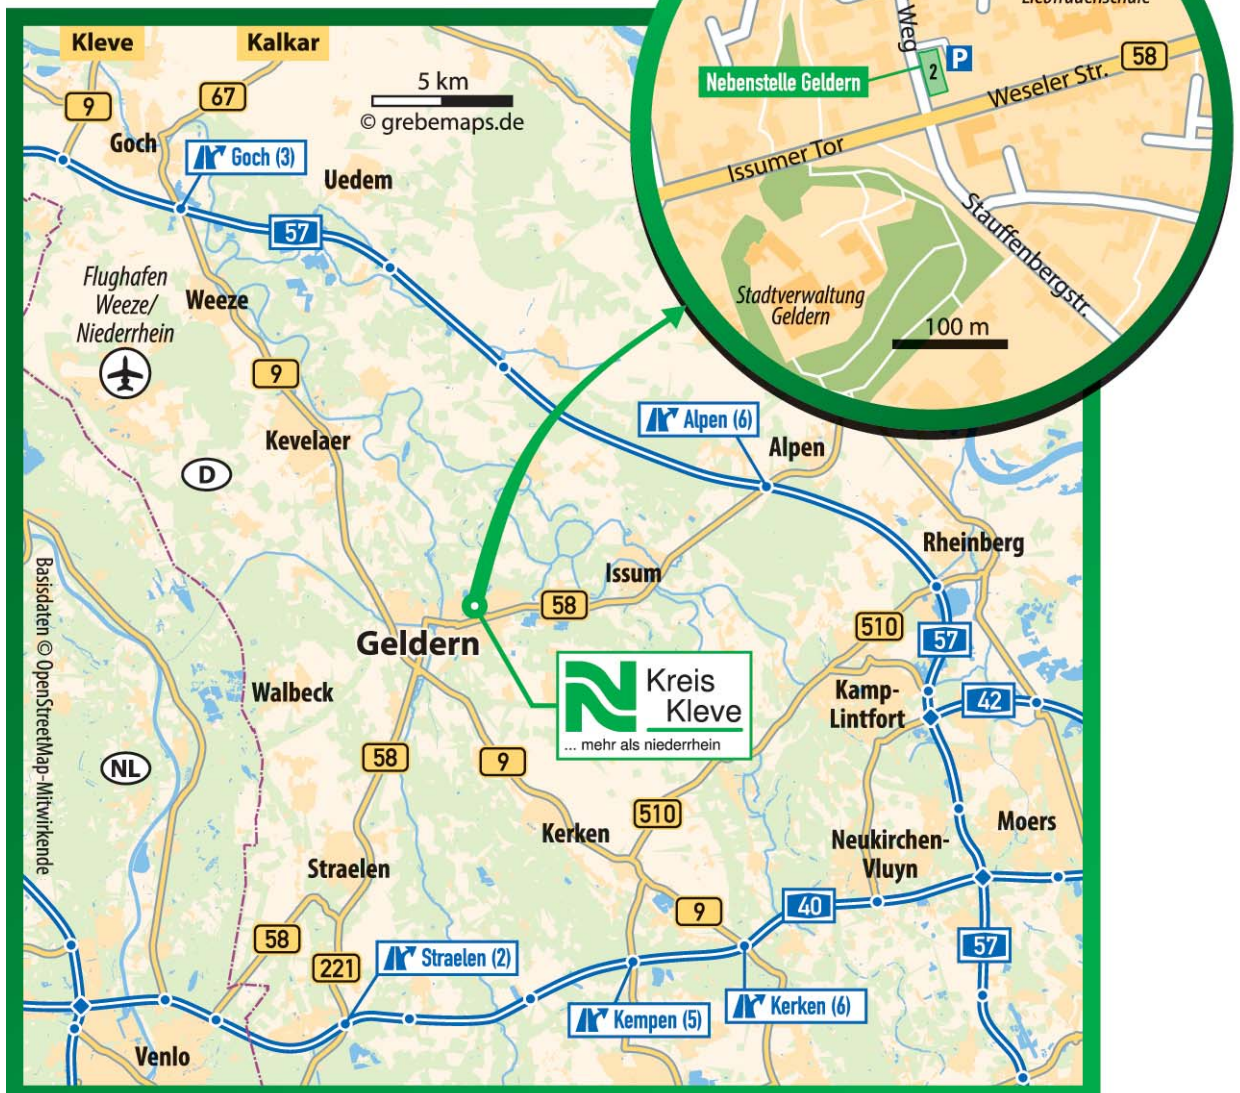 Liebfrauenschule
Weg
P
2
58
Nebenstelle Geldern
Weseler Str.
Issumer Tor
Stauffenbergstr.
Stadtverwaltung
Geldern
100 m
Kleve
Kalkar
5 km
© grebemaps.de
9
67
Goch
Goch (3)
Uedem
57
Flughafen
Weeze/
Niederrhein
Weeze
9
Kevelaer
D
Alpen (6)
Alpen
Rheinberg
Issum
58
Geldern
510
57
Kreis
Kleve
... mehr als niederrhein
Walbeck
Kamp-
Lintfort
42
NL
58
9
510
Kerken
Moers
Neukirchen-
Vluyn
Straelen
40
9
58
221
Straelen (2)
57
Kempen (5)
Kerken (6)
Venlo
Basisdaten © OpenStreetMap-Mitwirkende